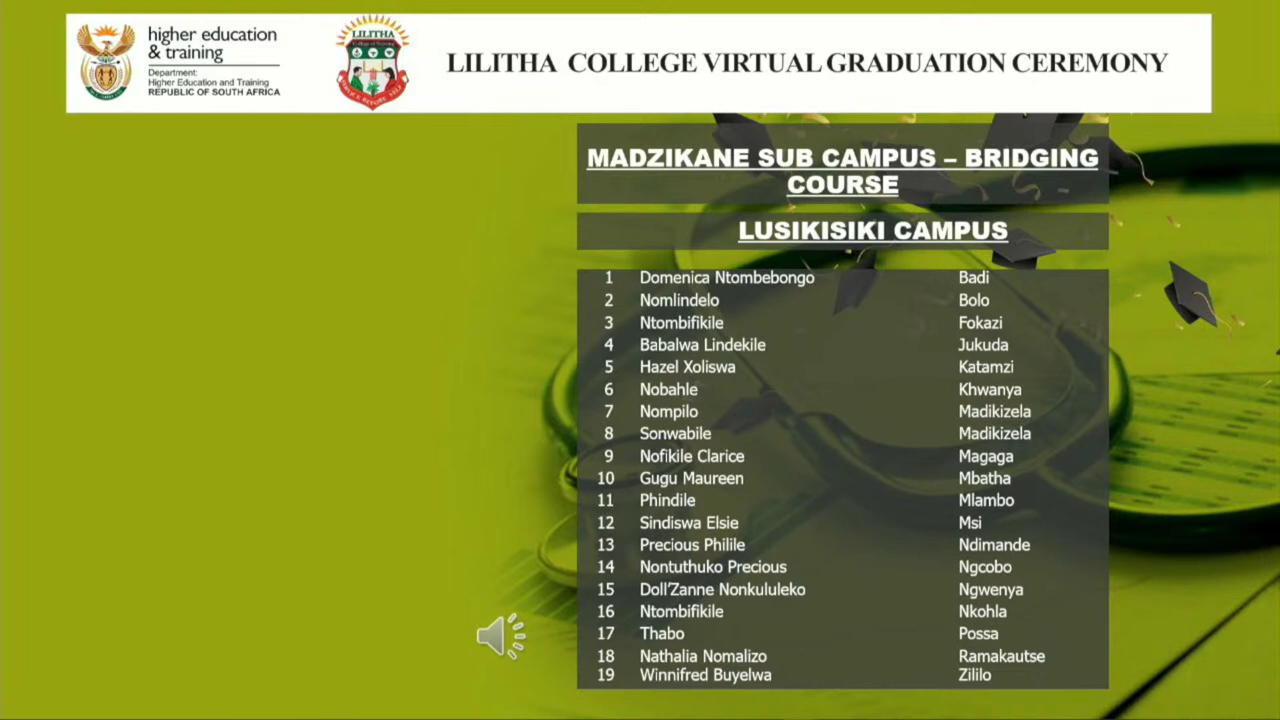 higher education
& training
Department:
Higher Education and Training
REPUBLIC OF SOUTH AFRICA
LILITHA
LILITHA COLLEGE VIRTUAL GRADUATION CEREMONY
MADZIKANE SUB CAMPUS – BRIDGING
COURSE
LUSIKISIKI CAMPUS
1 Domenica Ntombebongo Badi
2 Nomlindelo Bolo
3 Ntombifikile Fokazi
4 Babalwa Lindekile Jukuda
5 Hazel Xoliswa Katamzi
6 Nobahle Khwanya
7 Nompilo Madikizela
8 Sonwabile Madikizela
9 Nofikile Clarice Magaga
10 Gugu Maureen Mbatha
11 Phindile Mlambo
12 Sindiswa Elsie Msi
13 Precious Philile Ndimande
14 Nontuthuko Precious Ngcobo
15 Doll’Zanne Nonkululeko Ngwenya
16 Ntombifikile Nkohla
17 Thabo Possa
18 Nathalia Nomalizo Ramakautse
19 Winnifred Buyelwa Zililo